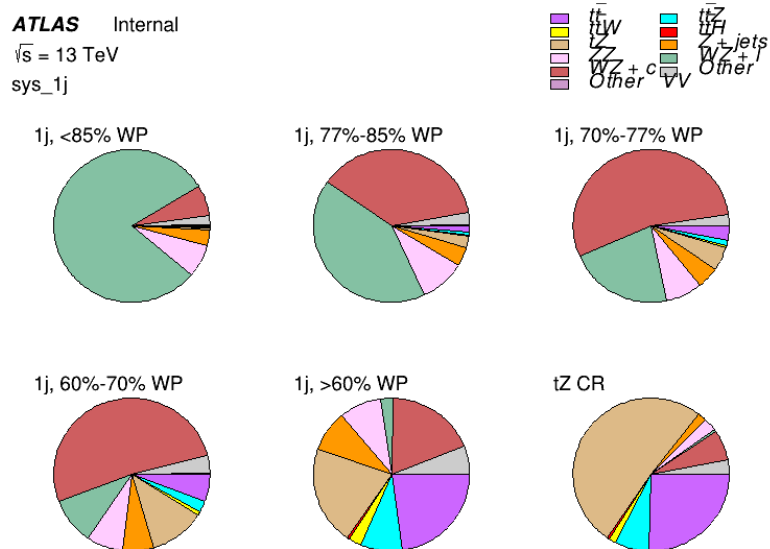 ATLAS Internal
√s = 13 TeV
sys_1j
tt̄ tt̄Z
tt̄W tt̄H
tZ Z + jets
ZZ WZ + l
WZ + c Other
Other VV
1j, <85% WP 1j, 77%-85% WP 1j, 70%-77% WP
1j, 60%-70% WP 1j, >60% WP tZ CR